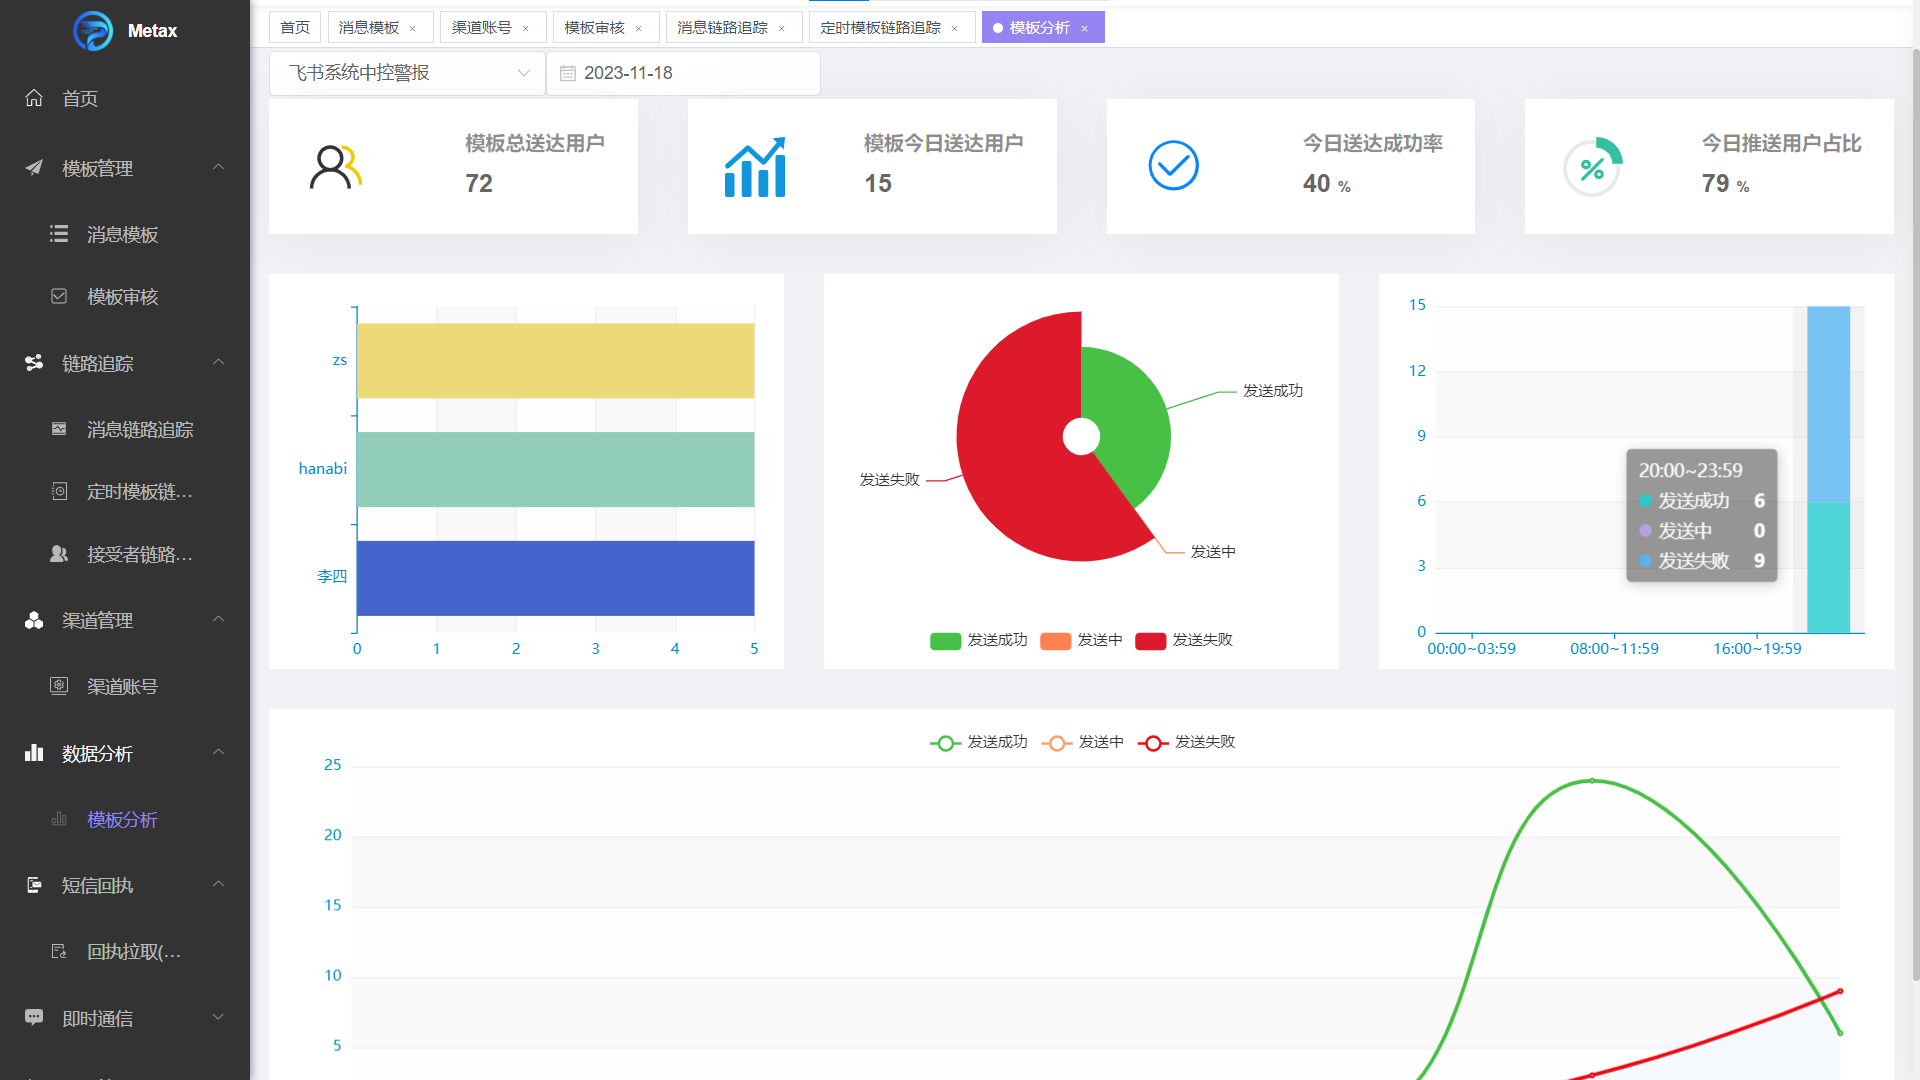 Metax
首页
模板管理
消息模板
模板审核
链路追踪
消息链路追踪
定时模板链...
接受者链路...
渠道管理
渠道账号
数据分析
模板分析
短信回执
回执拉取(...
即时通信
首页 消息模板 × 渠道账号 × 模板审核 × 消息链路追踪 × 定时模板链路追踪 × 模板分析 ×
飞书系统中控警报 2023-11-18
模板总送达用户
72
模板今日送达用户
15
今日送达成功率
40 %
今日推送用户占比
79 %
zs
hanabi
李四
0 1 2 3 4 5
发送成功
发送失败
发送中
发送成功 发送中 发送失败
15
12
9
6
3
0
00:00~03:59 08:00~11:59 16:00~19:59
20:00~23:59
发送成功 6
发送中 0
发送失败 9
发送成功 发送中 发送失败
25
20
15
10
5